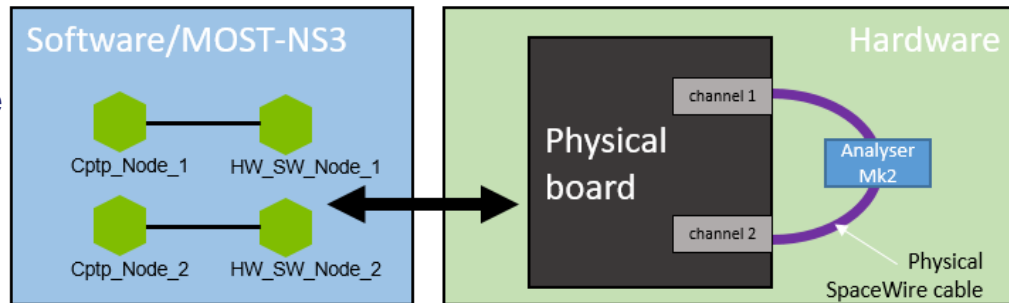 Software/MOST-NS3
e
Cptp_Node_1
HW_SW_Node_1
Cptp_Node_2
HW_SW_Node_2
Hardware
channel 1
Physical
board
channel 2
Analyser
Mk2
Physical
SpaceWire cable